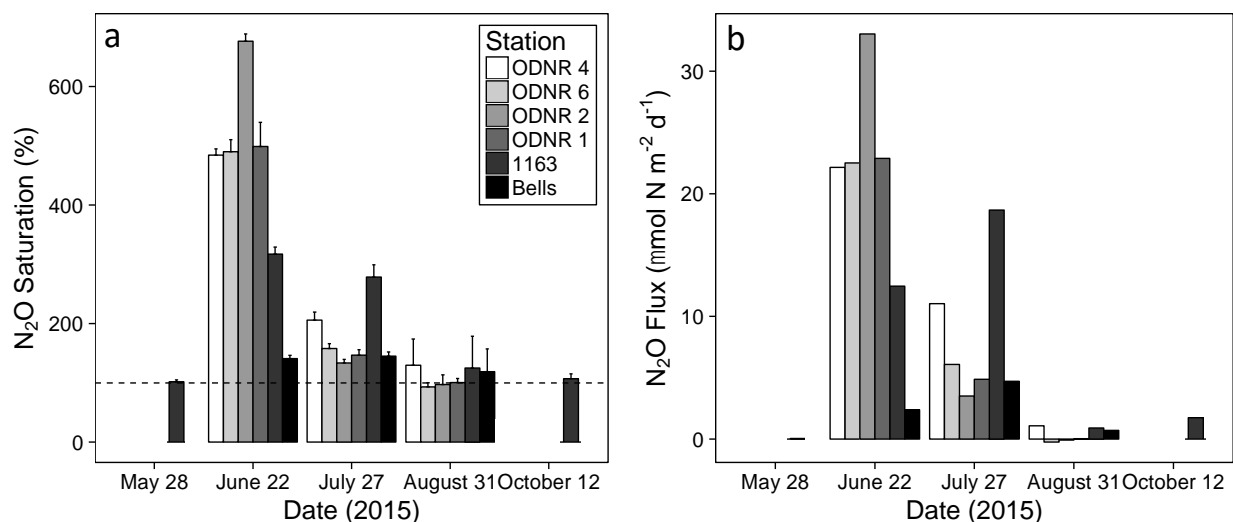 a
N₂O Saturation (%)
600
400
200
0
Station
ODNR 4
ODNR 6
ODNR 2
ODNR 1
1163
Bells
May 28
June 22
July 27
August 31
October 12
Date (2015)
b
N₂O Flux (mmol N m⁻² d⁻¹)
30
20
10
0
May 28
June 22
July 27
August 31
October 12
Date (2015)